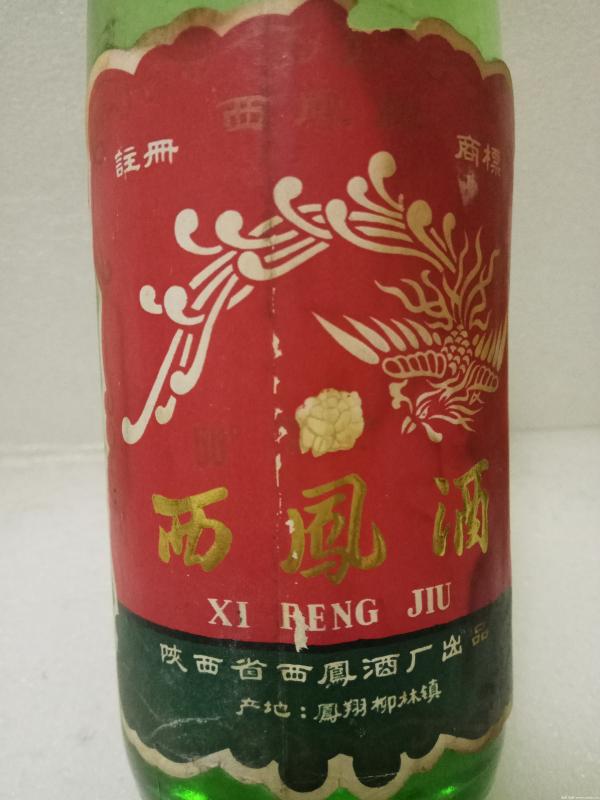 註冊 商標
西鳳酒
XI FENG JIU
陕西省西鳳酒厂出品
产地：鳳翔柳林镇